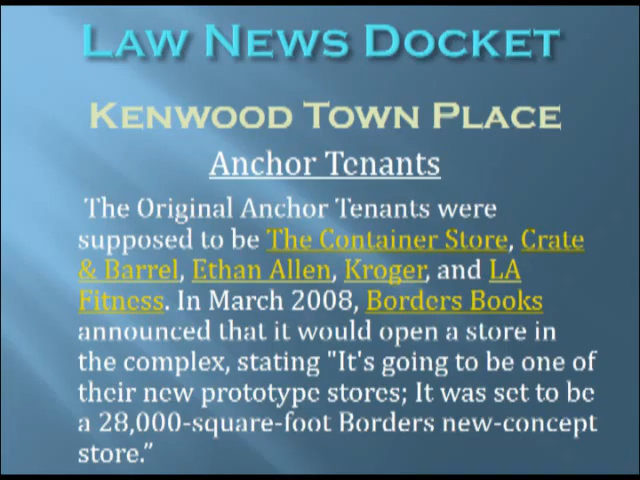 LAW NEWS DOCKET
KENWOOD TOWN PLACE
Anchor Tenants
The Original Anchor Tenants were
supposed to be The Container Store, Crate
& Barrel, Ethan Allen, Kroger, and LA
Fitness. In March 2008, Borders Books
announced that it would open a store in
the complex, stating "It's going to be one of
their new prototype stores; It was set to be
a 28,000-square-foot Borders new-concept
store.”